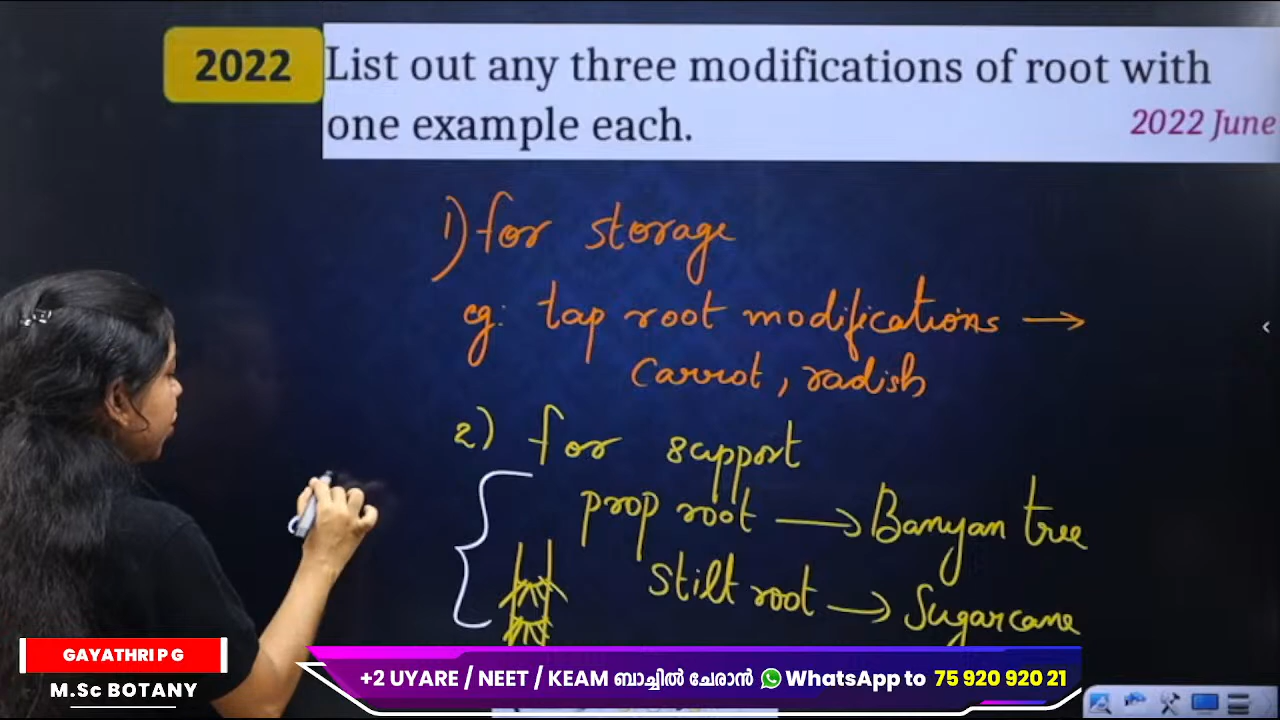 2022
List out any three modifications of root with
one example each.
2022 June
1) for storage
eg: tap root modifications →
Carrot, radish
2) for support
prop root → Banyan tree
Stilt root → Sugarcane
GAYATHRI P G
M.Sc BOTANY
+2 UYARE / NEET / KEAM ബാച്ചിൽ ചേരാൻ WhatsApp to 75 920 920 21